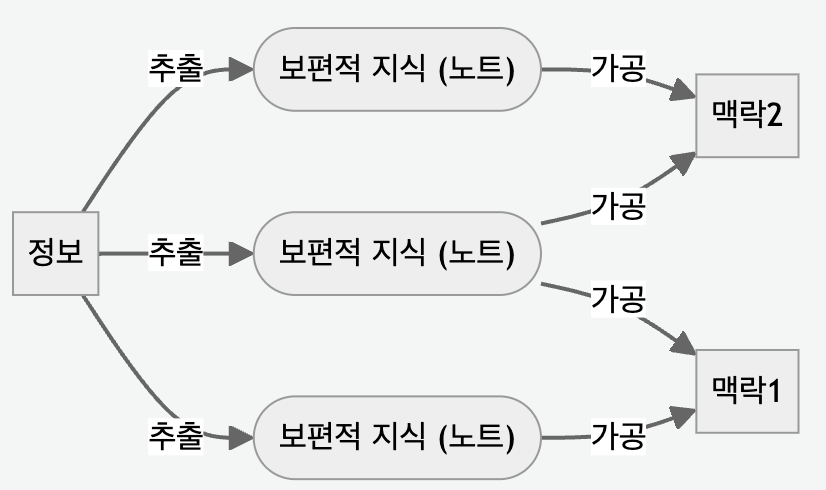 추출
보편적 지식 (노트)
가공
맥락2
가공
정보
추출
보편적 지식 (노트)
가공
맥락1
추출
보편적 지식 (노트)
가공